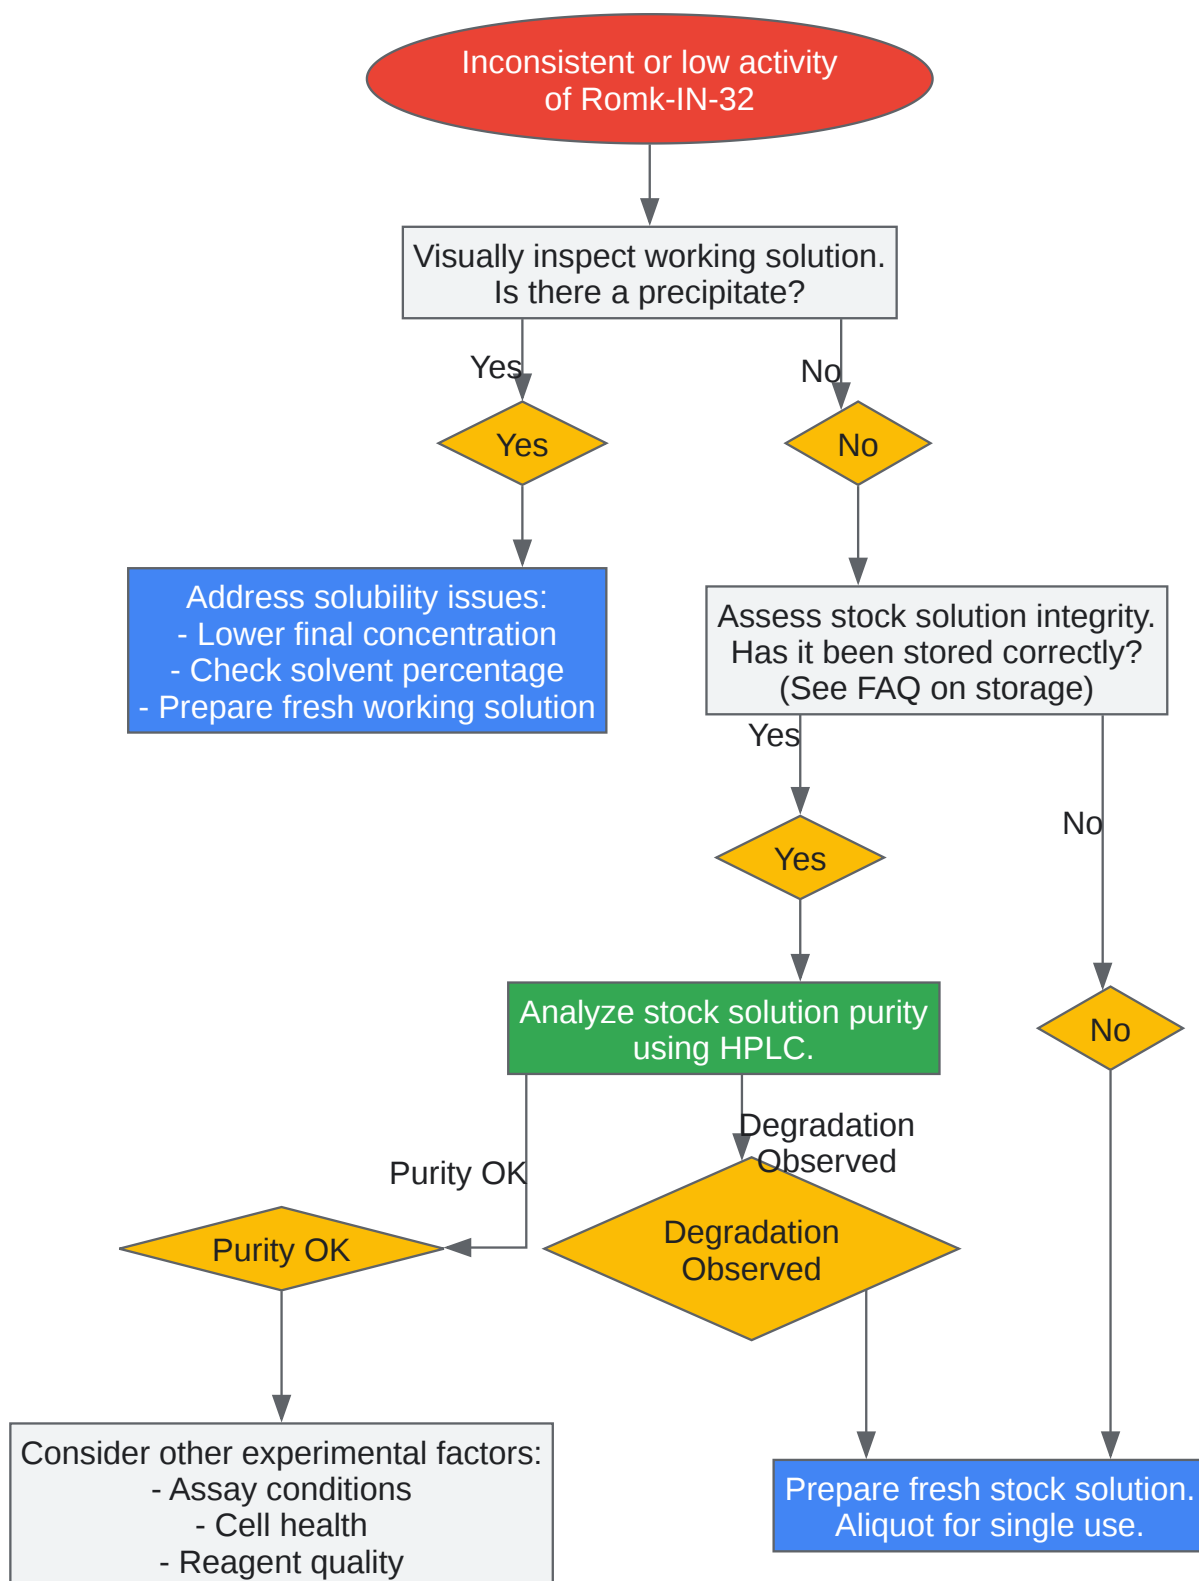 Inconsistent or low activity
of Romk-IN-32
Visually inspect working solution.
Is there a precipitate?
Yes
No
Yes
No
Address solubility issues:
- Lower final concentration
- Check solvent percentage
- Prepare fresh working solution
Assess stock solution integrity.
Has it been stored correctly?
(See FAQ on storage)
Yes
No
Yes
Analyze stock solution purity
using HPLC.
No
Degradation
Observed
Purity OK
Purity OK
Degradation
Observed
Consider other experimental factors:
- Assay conditions
- Cell health
- Reagent quality
Prepare fresh stock solution.
Aliquot for single use.